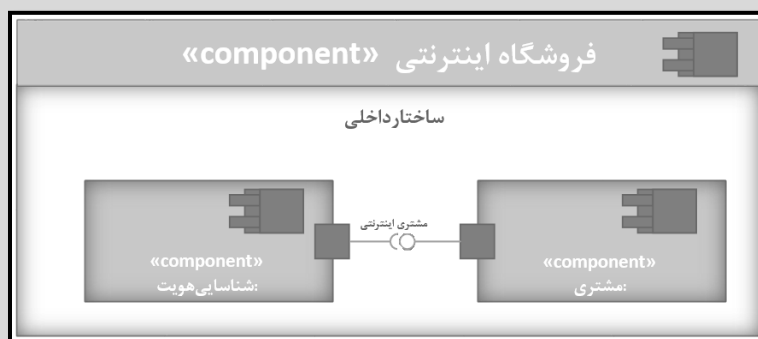 «component» فروشگاه اینترنتی
ساختارداخلی
مشتری اینترنتی
«component»
:مشتری
«component»
:شناسایی‌هویت